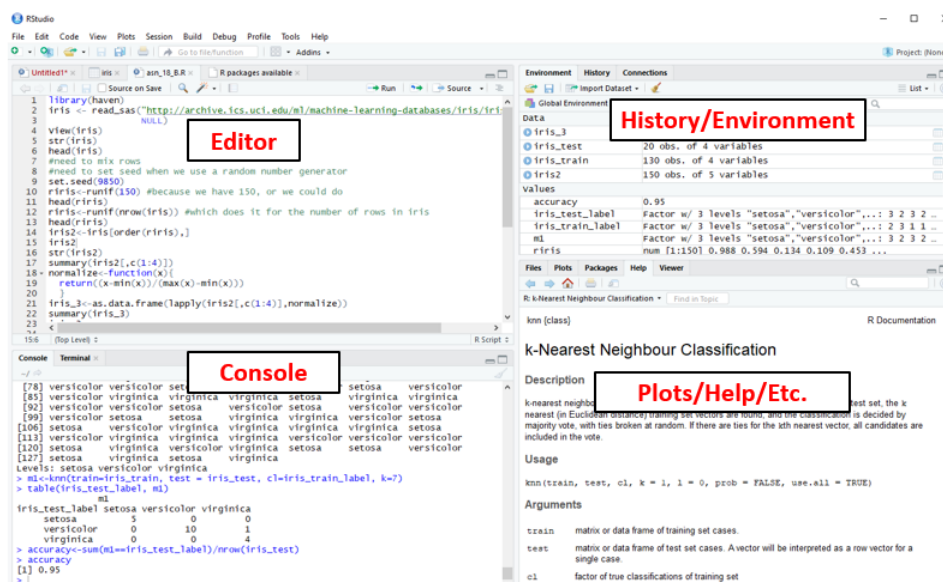 RStudio
File Edit Code View Plots Session Build Debug Profile Tools Help
Go to file/function Addins Project: (None
Untitled1* iris asn_18_B.R R packages available
Source on Save Run Source
1 library(haven)
2 iris <- read_sas("http://archive.ics.uci.edu/ml/machine-learning-databases/iris/iri
3 NULL)
4 View(iris)
5 str(iris)
6 head(iris)
7 #need to mix rows
8 #need to set seed when we use a random number generator
9 set.seed(9850)
10 riris<-runif(150) #because we have 150, or we could do
11 head(riris)
12 riris<-runif(nrow(iris)) #which does it for the number of rows in iris
13 head(riris)
14 iris2<-iris[order(riris),]
15 iris2
16 str(iris2)
17 summary(iris2[,c(1:4)])
18 normalize<-function(x){
19 return((x-min(x))/(max(x)-min(x)))
20 }
21 iris_3<-as.data.frame(lapply(iris2[,c(1:4)],normalize))
22 summary(iris_3)
23
15:6 (Top Level) R Script
Editor
Console Terminal
~/
[78] versicolor versicolor setosa versicolor
[85] versicolor virginica virginica virginica setosa virginica virginica
[92] versicolor versicolor setosa versicolor
[99] versicolor setosa setosa virginica virginica versicolor setosa
[106] setosa versicolor virginica virginica virginica setosa virginica
[113] versicolor virginica virginica virginica versicolor virginica versicolor
[120] setosa virginica versicolor setosa setosa setosa versicolor
[127] setosa virginica setosa virginica
Levels: setosa versicolor virginica
> m1<-knn(train=iris_train, test = iris_test, cl=iris_train_label, k=7)
> table(iris_test_label, m1)
m1
iris_test_label setosa versicolor virginica
setosa 5 0 0
versicolor 0 10 1
virginica 0 0 4
> accuracy<-sum(m1==iris_test_label)/nrow(iris_test)
> accuracy
[1] 0.95
>
Console
Environment History Connections
Import Dataset List
Global Environment
Data
iris_3
iris_test 20 obs. of 4 variables
iris_train 130 obs. of 4 variables
iris2 150 obs. of 5 variables
Values
accuracy 0.95
iris_test_label Factor w/ 3 levels "setosa","versicolor",..: 3 2 3 2 ...
iris_train_label Factor w/ 3 levels "setosa","versicolor",..: 2 3 1 1 ...
m1 Factor w/ 3 levels "setosa","versicolor",..: 3 2 3 2 ...
riris num [1:150] 0.988 0.594 0.134 0.109 0.453 ...
History/Environment
Files Plots Packages Help Viewer
R: k-Nearest Neighbour Classification Find in Topic
knn {class} R Documentation
k-Nearest Neighbour Classification
Description
k-nearest neighbour test set, the k
nearest (in Euclidean distance) training set vectors are found, and the classification is decided by
majority vote, with ties broken at random. If there are ties for the kth nearest vector, all candidates are
included in the vote.
Usage
knn(train, test, cl, k = 1, l = 0, prob = FALSE, use.all = TRUE)
Arguments
train matrix or data frame of training set cases.
test matrix or data frame of test set cases. A vector will be interpreted as a row vector for a
single case.
cl factor of true classifications of training set
Plots/Help/Etc.